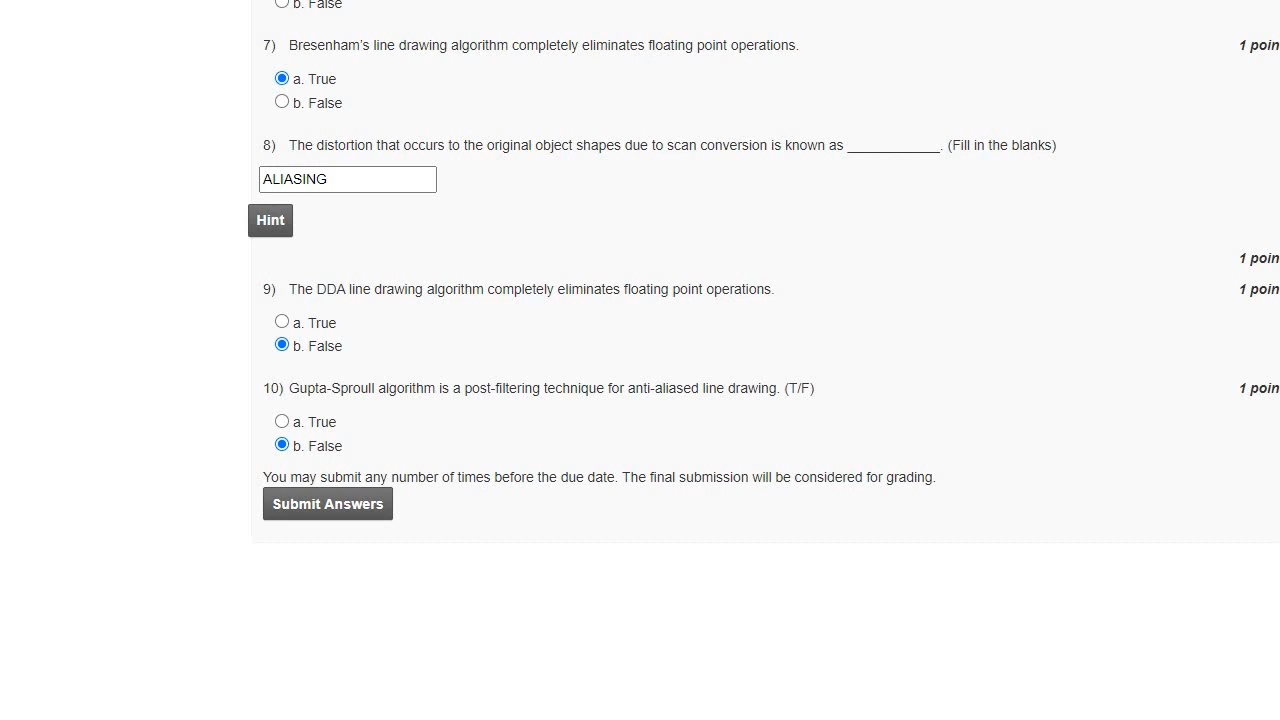 b. False
7) Bresenham's line drawing algorithm completely eliminates floating point operations. 1 poin
a. True
b. False
8) The distortion that occurs to the original object shapes due to scan conversion is known as ____________. (Fill in the blanks)
ALIASING
Hint
1 poin
9) The DDA line drawing algorithm completely eliminates floating point operations. 1 poin
a. True
b. False
10) Gupta-Sproull algorithm is a post-filtering technique for anti-aliased line drawing. (T/F) 1 poin
a. True
b. False
You may submit any number of times before the due date. The final submission will be considered for grading.
Submit Answers